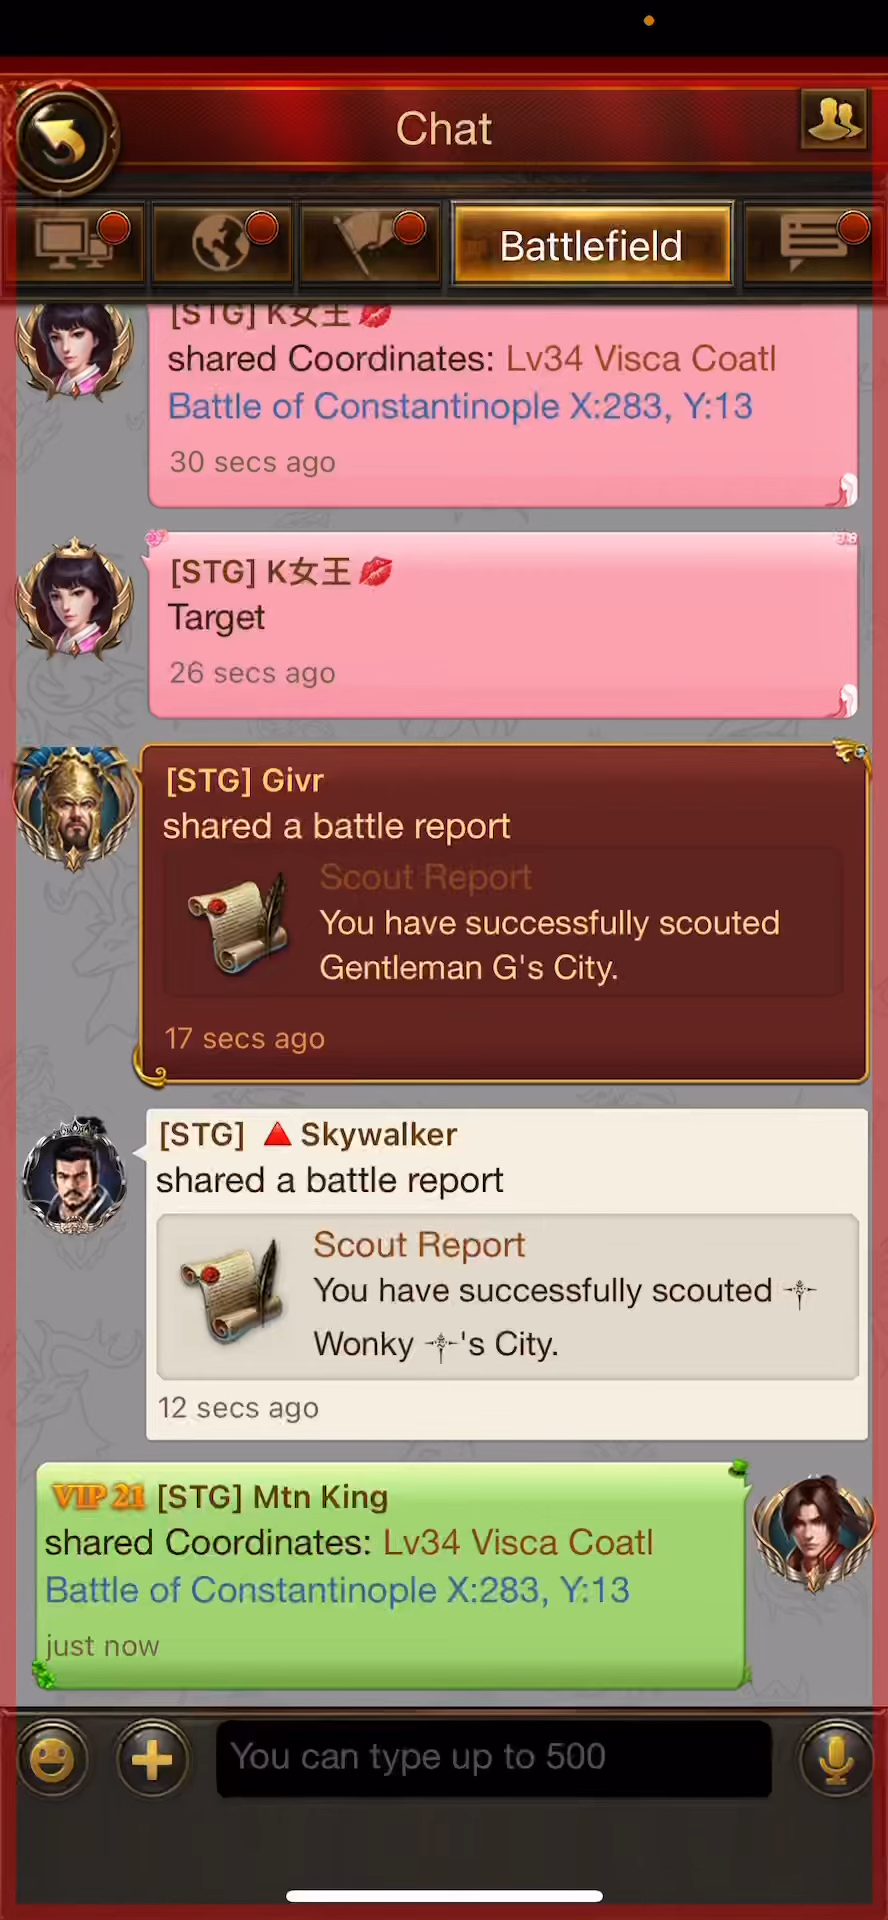 Chat
Battlefield
[STG] K女王💋
shared Coordinates: Lv34 Visca Coatl
Battle of Constantinople X:283, Y:13
30 secs ago
[STG] K女王💋
Target
26 secs ago
[STG] Givr
shared a battle report
Scout Report
You have successfully scouted
Gentleman G's City.
17 secs ago
[STG] 🔺Skywalker
shared a battle report
Scout Report
You have successfully scouted ༒
Wonky ༒'s City.
12 secs ago
VIP 21 [STG] Mtn King
shared Coordinates: Lv34 Visca Coatl
Battle of Constantinople X:283, Y:13
just now
You can type up to 500